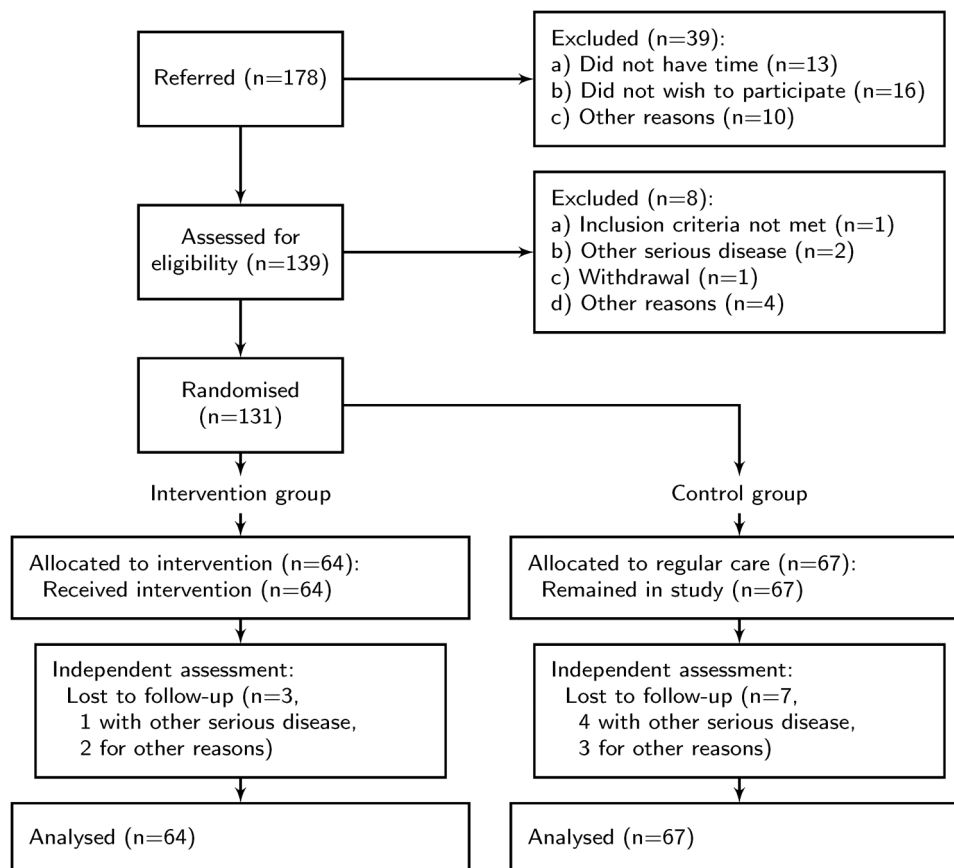 Referred (n=178)
Excluded (n=39):
a) Did not have time (n=13)
b) Did not wish to participate (n=16)
c) Other reasons (n=10)
Assessed for
eligibility (n=139)
Excluded (n=8):
a) Inclusion criteria not met (n=1)
b) Other serious disease (n=2)
c) Withdrawal (n=1)
d) Other reasons (n=4)
Randomised
(n=131)
Intervention group
Control group
Allocated to intervention (n=64):
Received intervention (n=64)
Allocated to regular care (n=67):
Remained in study (n=67)
Independent assessment:
Lost to follow-up (n=3,
1 with other serious disease,
2 for other reasons)
Independent assessment:
Lost to follow-up (n=7,
4 with other serious disease,
3 for other reasons)
Analysed (n=64)
Analysed (n=67)